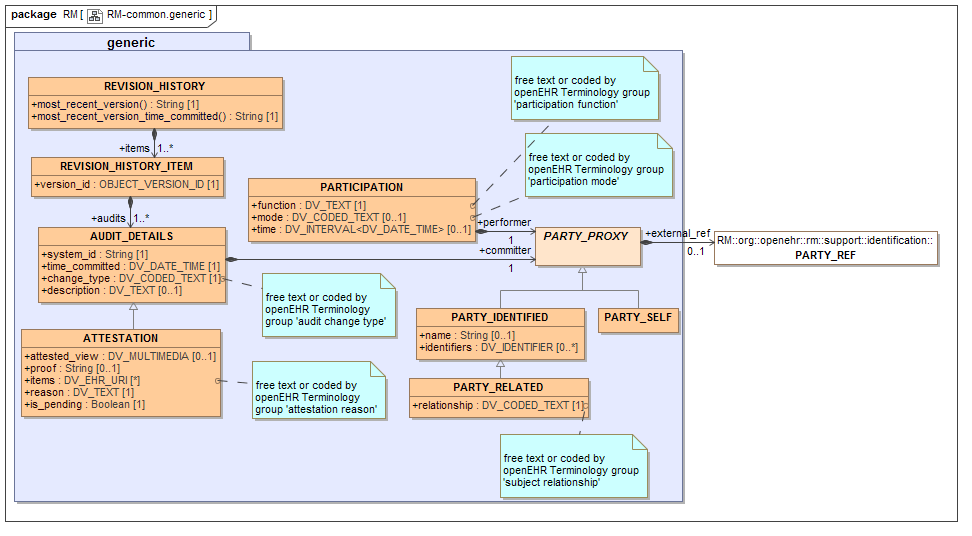 package RM [ RM-common.generic ]
generic
REVISION_HISTORY
+most_recent_version() : String [1]
+most_recent_version_time_committed() : String [1]
+items 1..*
REVISION_HISTORY_ITEM
+version_id : OBJECT_VERSION_ID [1]
+audits 1..*
AUDIT_DETAILS
+system_id : String [1]
+time_committed : DV_DATE_TIME [1]
+change_type : DV_CODED_TEXT [1]
+description : DV_TEXT [0..1]
ATTESTATION
+attested_view : DV_MULTIMEDIA [0..1]
+proof : String [0..1]
+items : DV_EHR_URI [*]
+reason : DV_TEXT [1]
+is_pending : Boolean [1]
free text or coded by
openEHR Terminology
group 'audit change type'
free text or coded by
openEHR Terminology
group 'attestation reason'
PARTICIPATION
+function : DV_TEXT [1]
+mode : DV_CODED_TEXT [0..1]
+time : DV_INTERVAL<DV_DATE_TIME> [0..1]
free text or coded by
openEHR Terminology group
'participation function'
free text or coded by
openEHR Terminology group
'participation mode'
+performer
1
+committer
1
PARTY_PROXY
+external_ref
0..1
RM::org::openehr::rm::support::identification::
PARTY_REF
PARTY_IDENTIFIED
+name : String [0..1]
+identifiers : DV_IDENTIFIER [0..*]
PARTY_SELF
PARTY_RELATED
+relationship : DV_CODED_TEXT [1]
free text or coded by
openEHR Terminology group
'subject relationship'